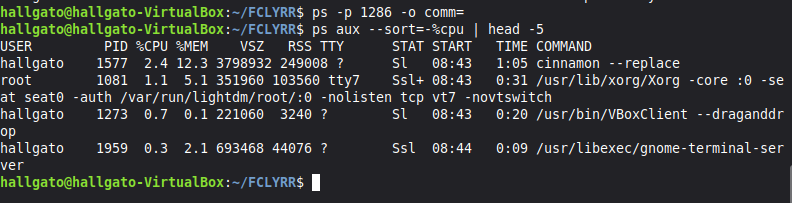 hallgato@hallgato-VirtualBox:~/FCLYRR$ ps -p 1286 -o comm=
hallgato@hallgato-VirtualBox:~/FCLYRR$ ps aux --sort=-%cpu | head -5
USER         PID %CPU %MEM    VSZ   RSS TTY      STAT START   TIME COMMAND
hallgato    1577  2.4 12.3 3798932 249008 ?      Sl   08:43   1:05 cinnamon --replace
root        1081  1.1  5.1 351960 103560 tty7    Ssl+ 08:43   0:31 /usr/lib/xorg/Xorg -core :0 -se
at seat0 -auth /var/run/lightdm/root/:0 -nolisten tcp vt7 -novtswitch
hallgato    1273  0.7  0.1 221060  3240 ?        Sl   08:43   0:20 /usr/bin/VBoxClient --draganddr
op
hallgato    1959  0.3  2.1 693468 44076 ?        Ssl  08:44   0:09 /usr/libexec/gnome-terminal-ser
ver
hallgato@hallgato-VirtualBox:~/FCLYRR$